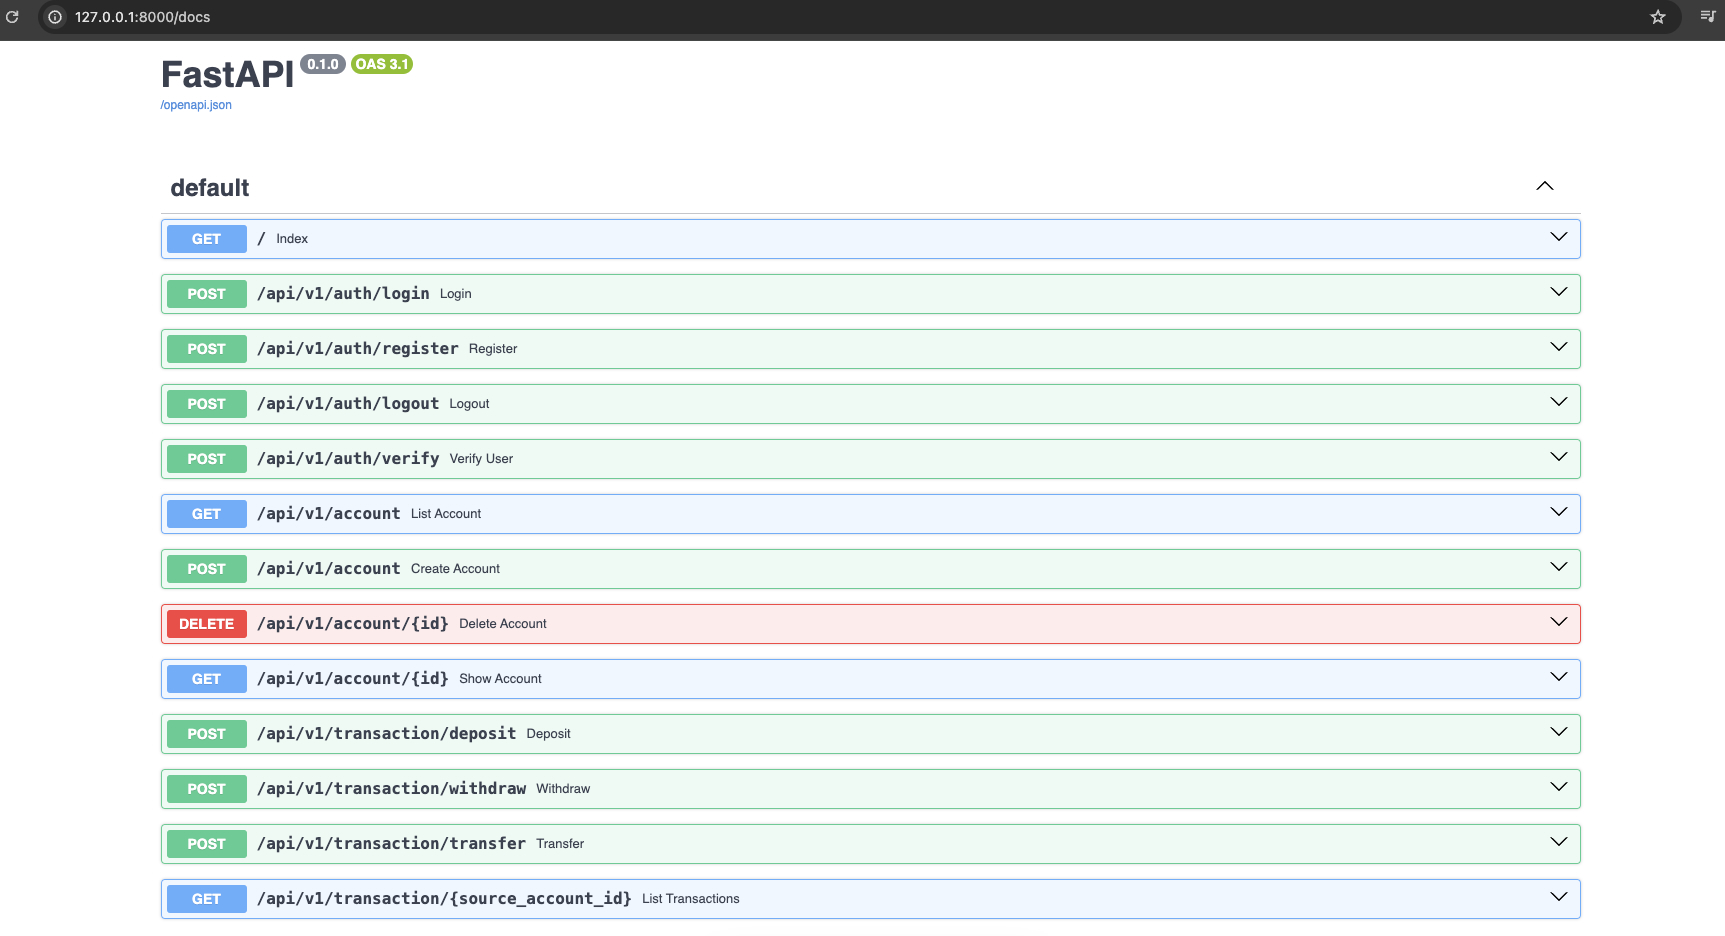 127.0.0.1:8000/docs
FastAPI 0.1.0 OAS 3.1
/openapi.json
default
GET / Index
POST /api/v1/auth/login Login
POST /api/v1/auth/register Register
POST /api/v1/auth/logout Logout
POST /api/v1/auth/verify Verify User
GET /api/v1/account List Account
POST /api/v1/account Create Account
DELETE /api/v1/account/{id} Delete Account
GET /api/v1/account/{id} Show Account
POST /api/v1/transaction/deposit Deposit
POST /api/v1/transaction/withdraw Withdraw
POST /api/v1/transaction/transfer Transfer
GET /api/v1/transaction/{source_account_id} List Transactions